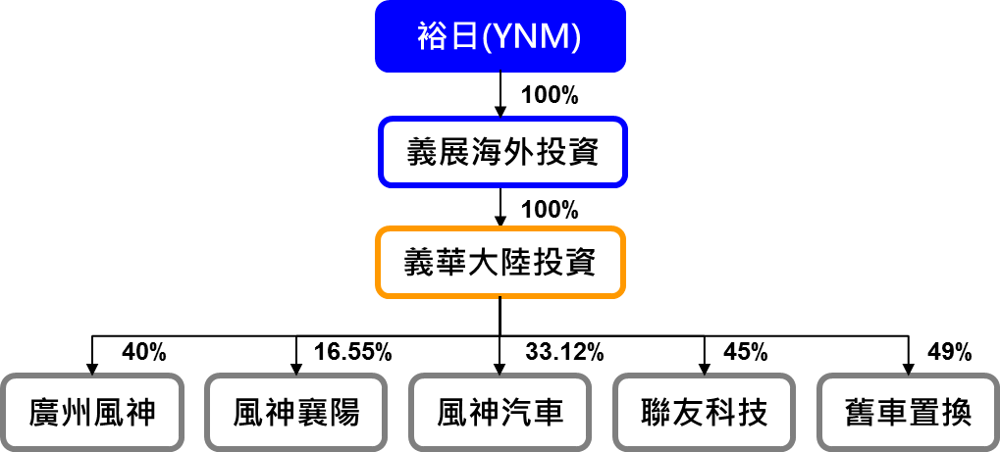 裕日(YNM)
100%
義展海外投資
100%
義華大陸投資
40%
16.55%
33.12%
45%
49%
廣州風神
風神襄陽
風神汽車
聯友科技
舊車置換